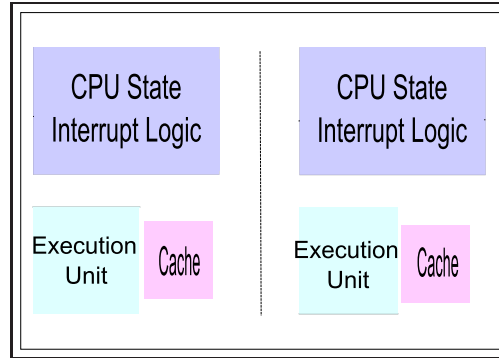 CPU State
Interrupt Logic
Execution
Unit
Cache
CPU State
Interrupt Logic
Execution
Unit
Cache